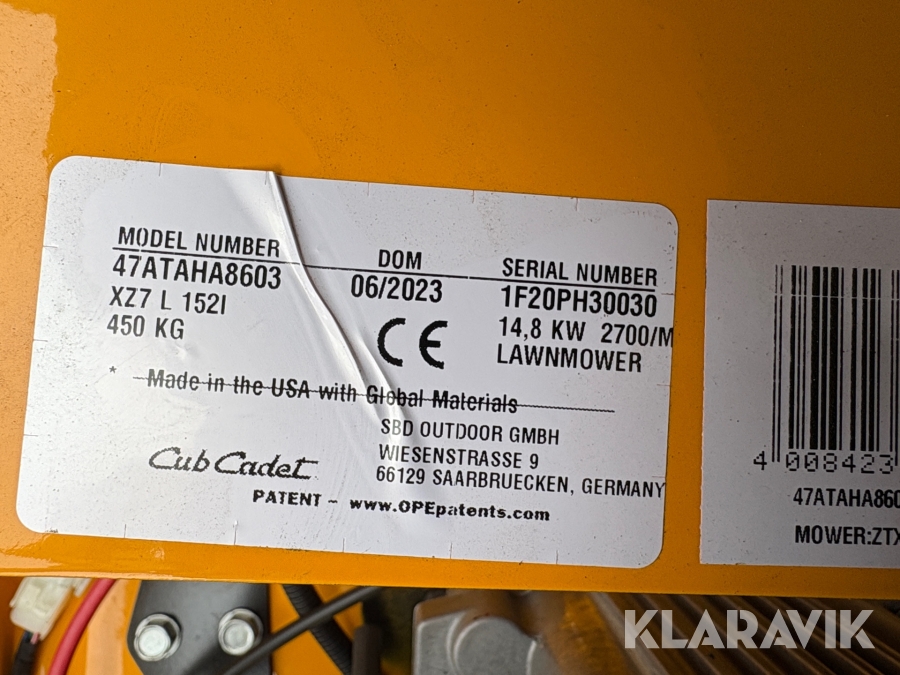 MODEL NUMBER DOM SERIAL NUMBER
47ATAHA8603 06/2023 1F20PH30030
XZ7 L 152I 14,8 KW 2700/M
450 KG CE LAWNMOWER
* Made in the USA with Global Materials
SBD OUTDOOR GMBH
WIESENSTRASSE 9
66129 SAARBRUECKEN, GERMANY
Cub Cadet
PATENT ~ www.OPEpatents.com
4 008423
47ATAHA860
MOWER:ZTX
KLARAVIK